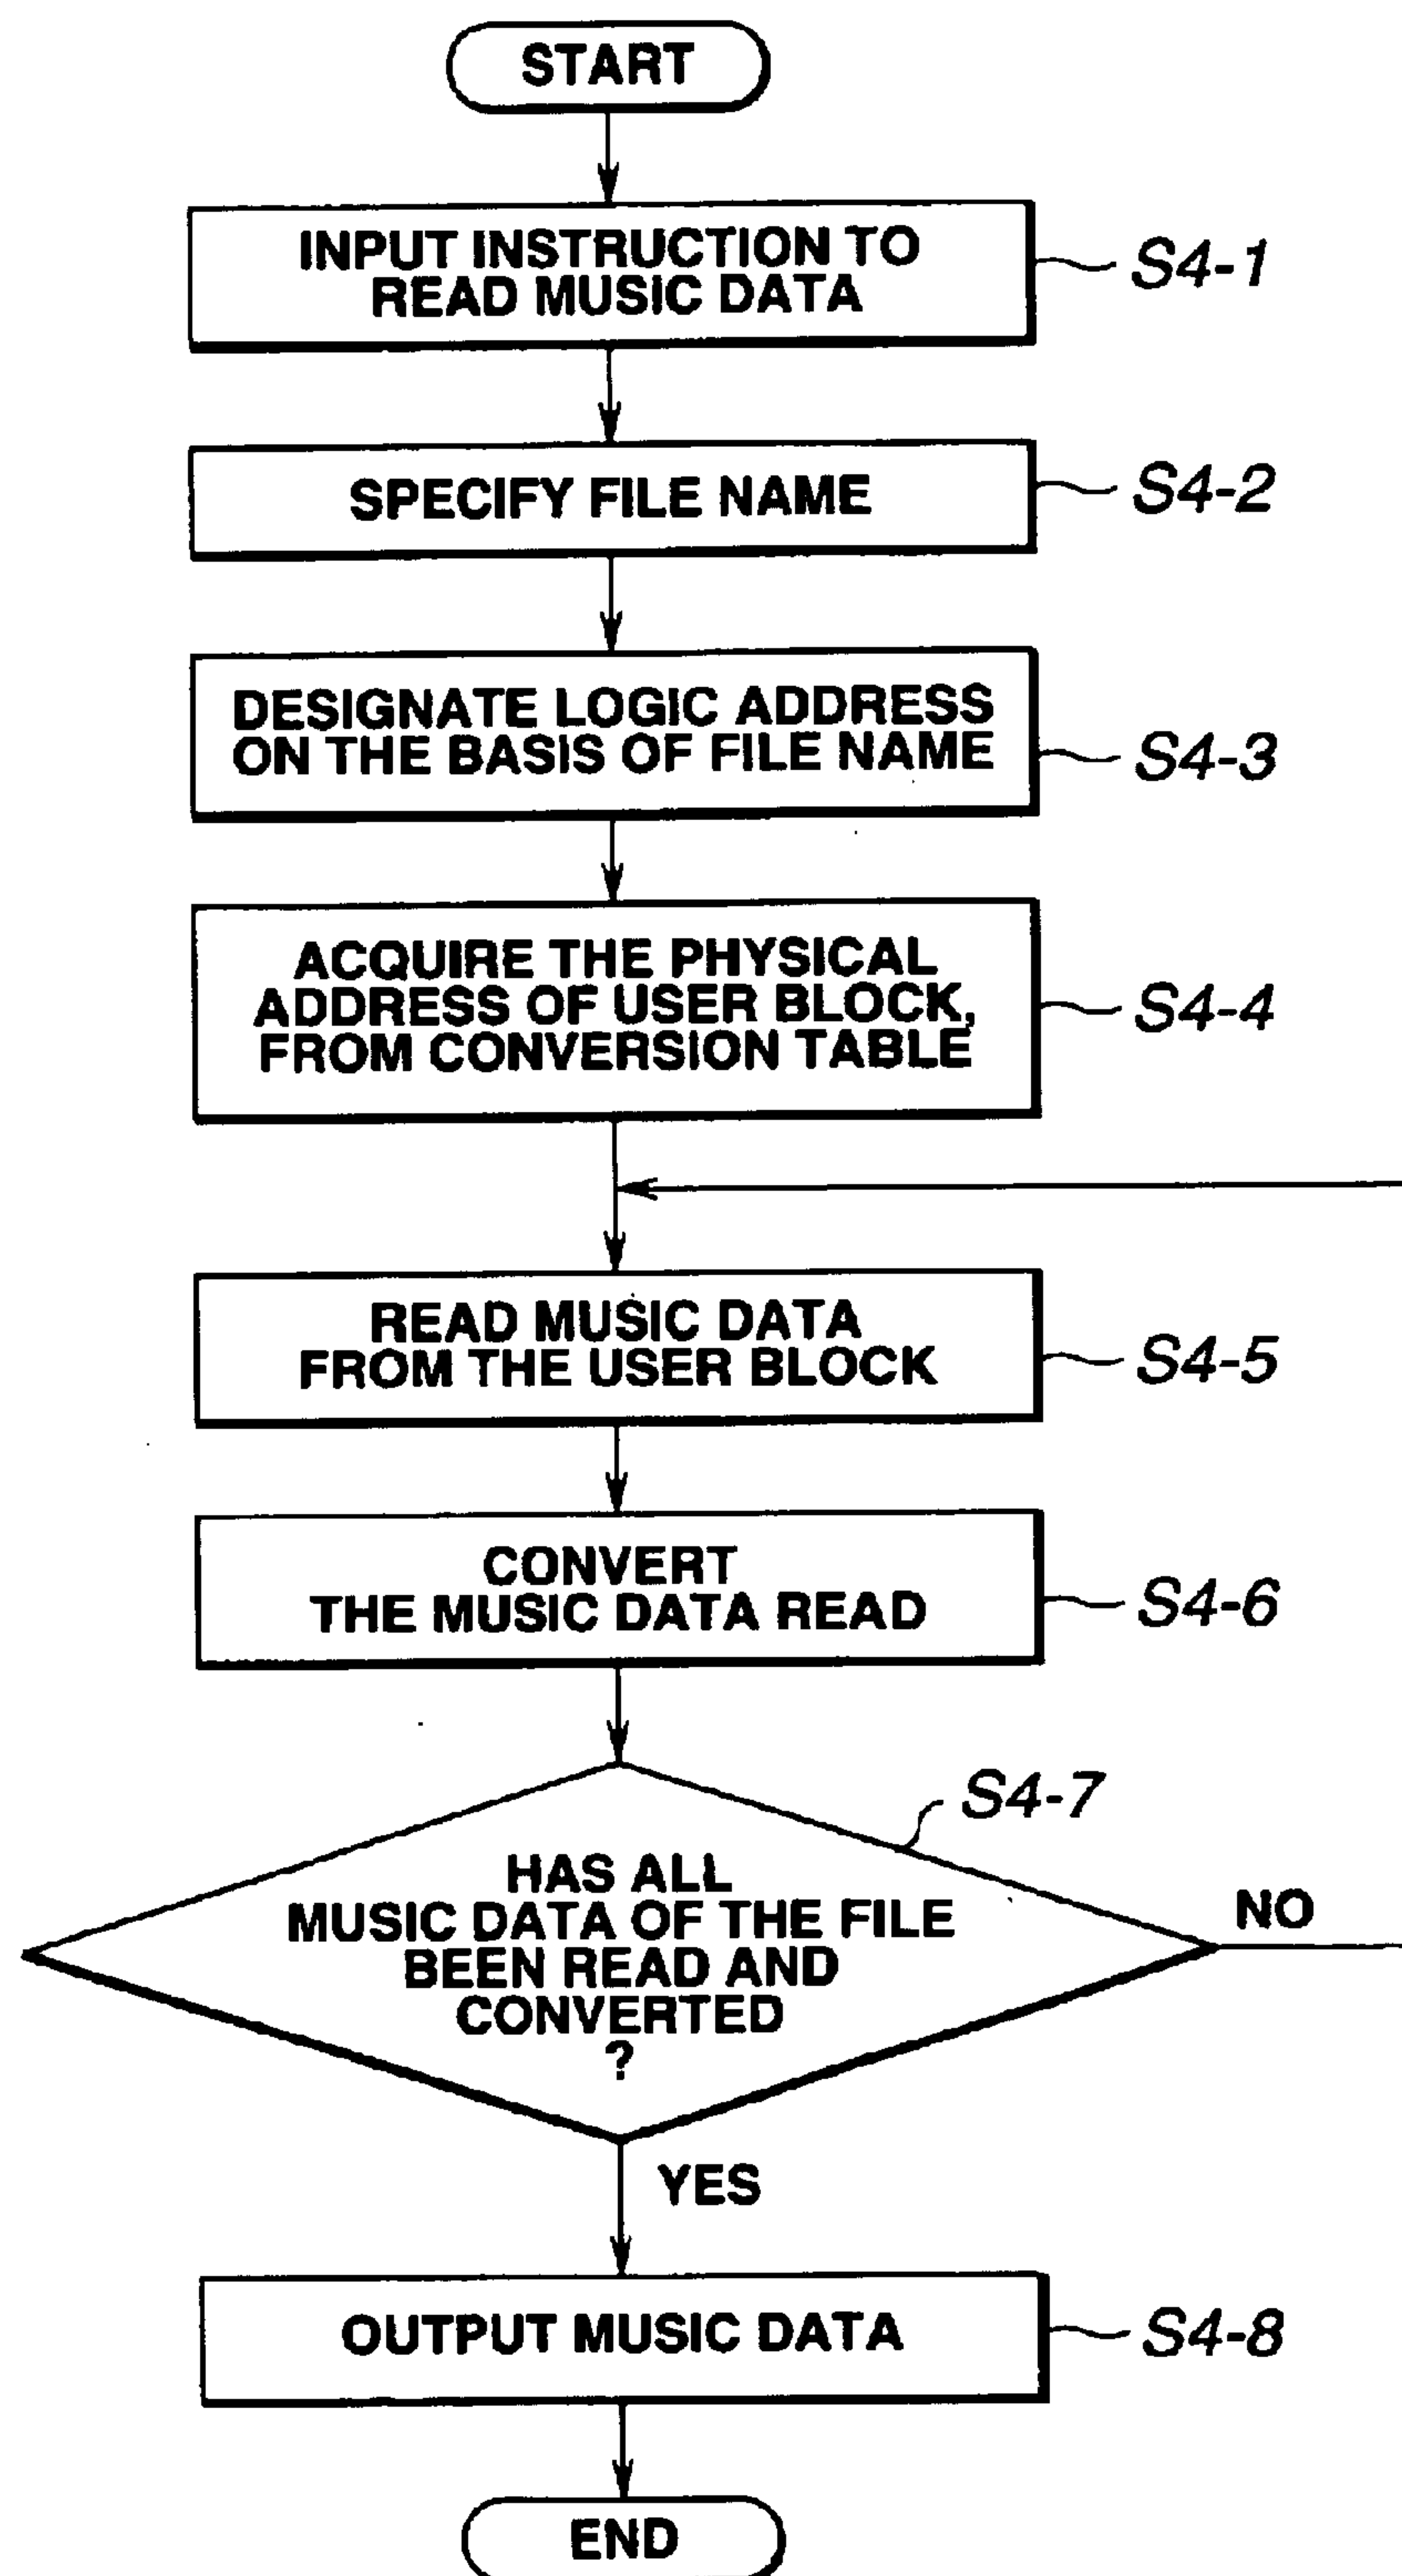 START
INPUT INSTRUCTION TO
READ MUSIC DATA
S4-1
SPECIFY FILE NAME
S4-2
DESIGNATE LOGIC ADDRESS
ON THE BASIS OF FILE NAME
S4-3
ACQUIRE THE PHYSICAL
ADDRESS OF USER BLOCK,
FROM CONVERSION TABLE
S4-4
READ MUSIC DATA
FROM THE USER BLOCK
S4-5
CONVERT
THE MUSIC DATA READ
S4-6
S4-7
HAS ALL
MUSIC DATA OF THE FILE
BEEN READ AND
CONVERTED
?
NO
YES
OUTPUT MUSIC DATA
S4-8
END